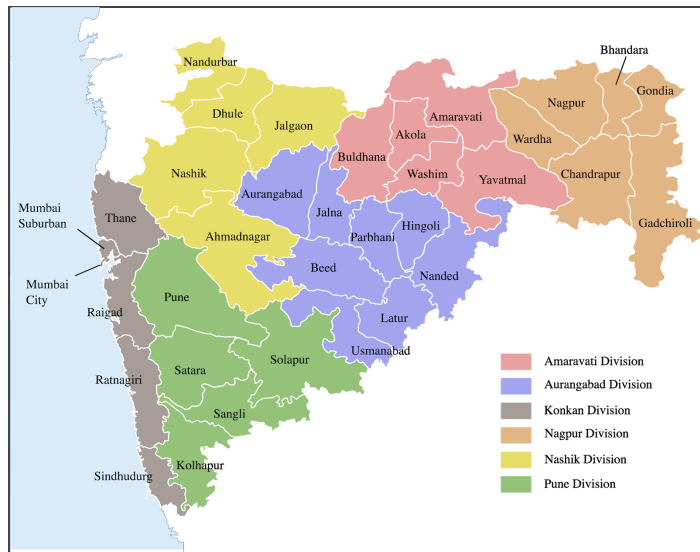 Nandurbar
Bhandara
Dhule
Jalgaon
Amaravati
Nagpur
Gondia
Akola
Wardha
Buldhana
Nashik
Washim
Yavatmal
Chandrapur
Aurangabad
Jalna
Mumbai
Suburban
Thane
Ahmadnagar
Parbhani
Hingoli
Gadchiroli
Mumbai
City
Beed
Nanded
Raigad
Pune
Latur
Usmanabad
Ratnagiri
Satara
Solapur
Sangli
Sindhudurg
Kolhapur
Amaravati Division
Aurangabad Division
Konkan Division
Nagpur Division
Nashik Division
Pune Division